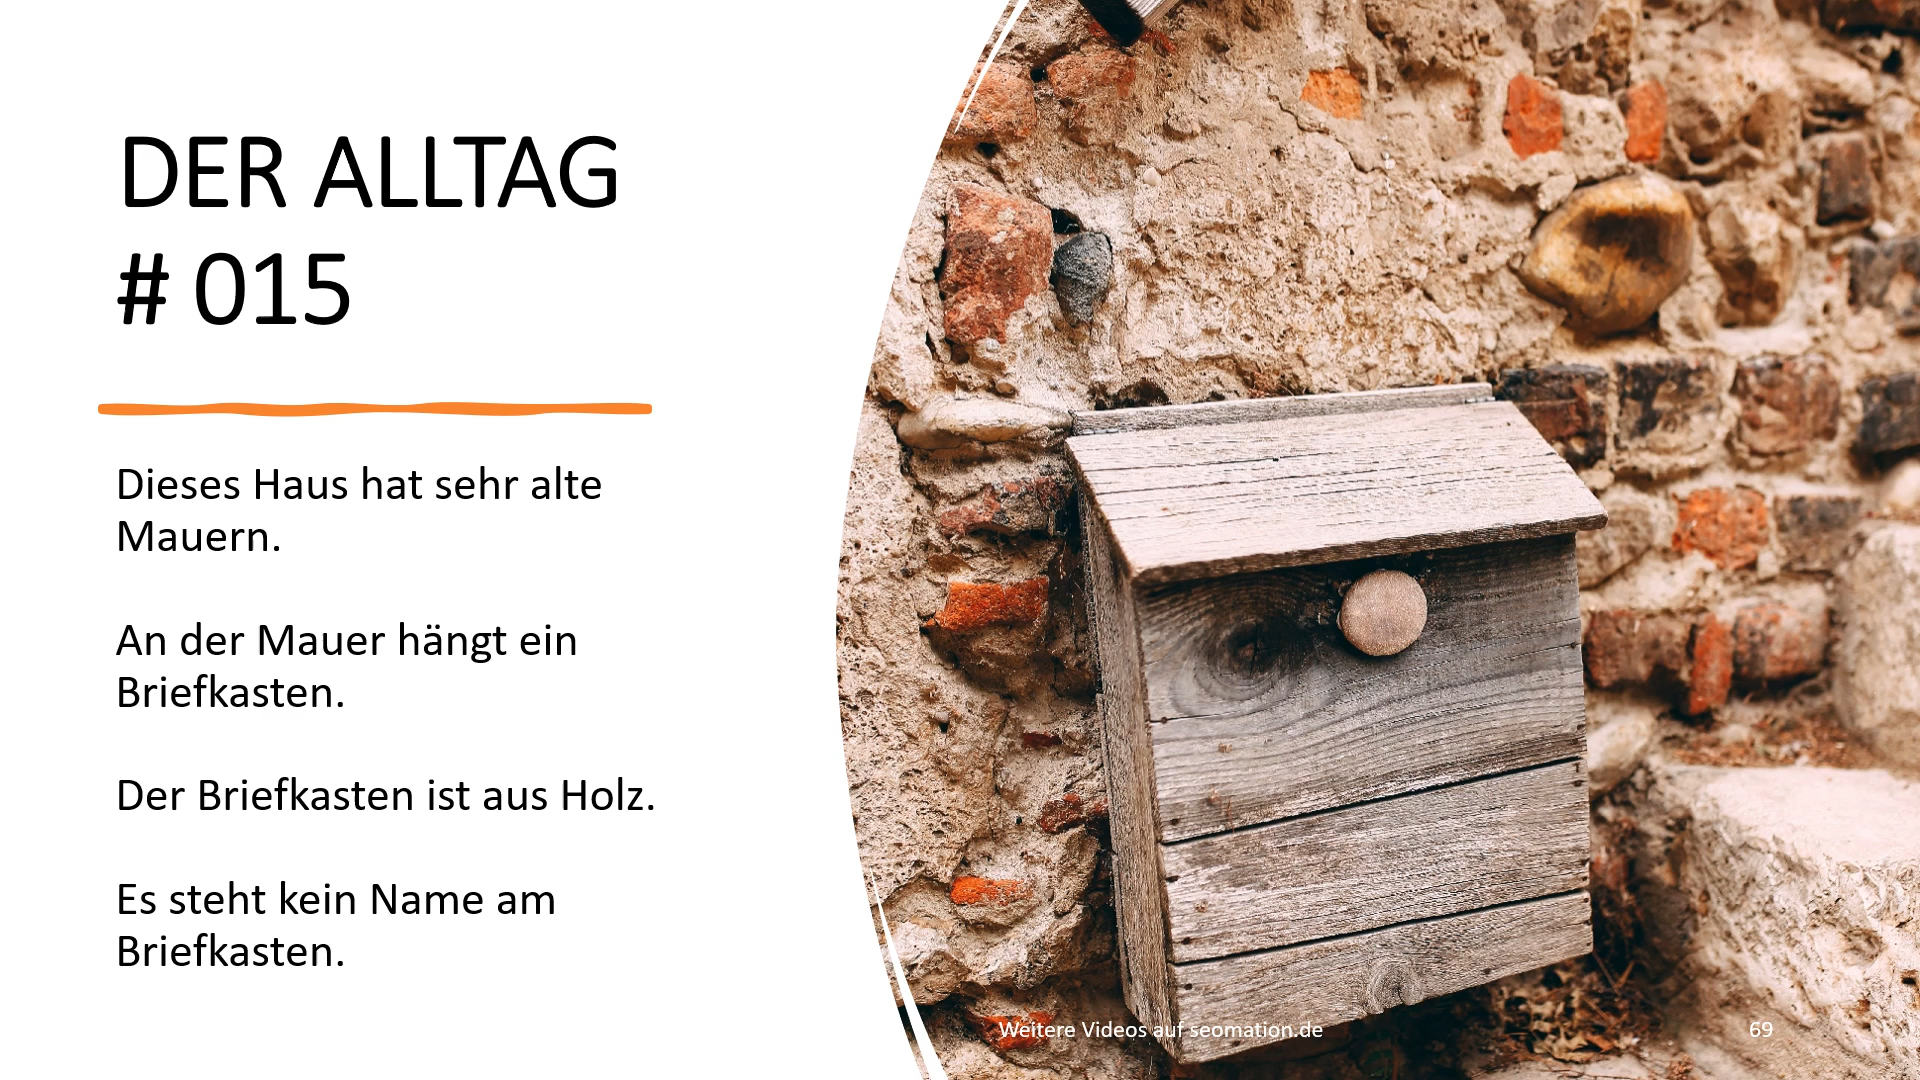 DER ALLTAG
# 015
Dieses Haus hat sehr alte
Mauern.
An der Mauer hängt ein
Briefkasten.
Der Briefkasten ist aus Holz.
Es steht kein Name am
Briefkasten.
Weitere Videos auf seomation.de
69